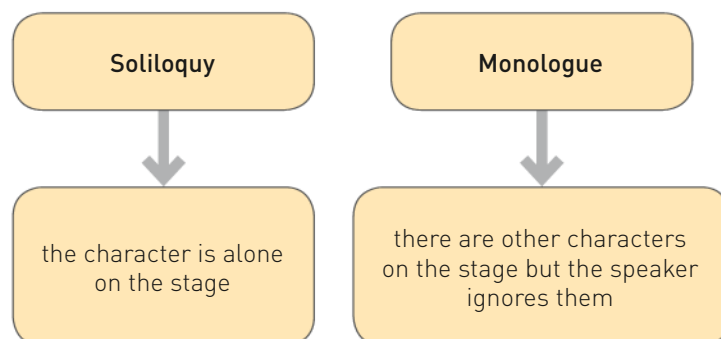 Soliloquy
Monologue
the character is alone
on the stage
there are other characters
on the stage but the speaker
ignores them